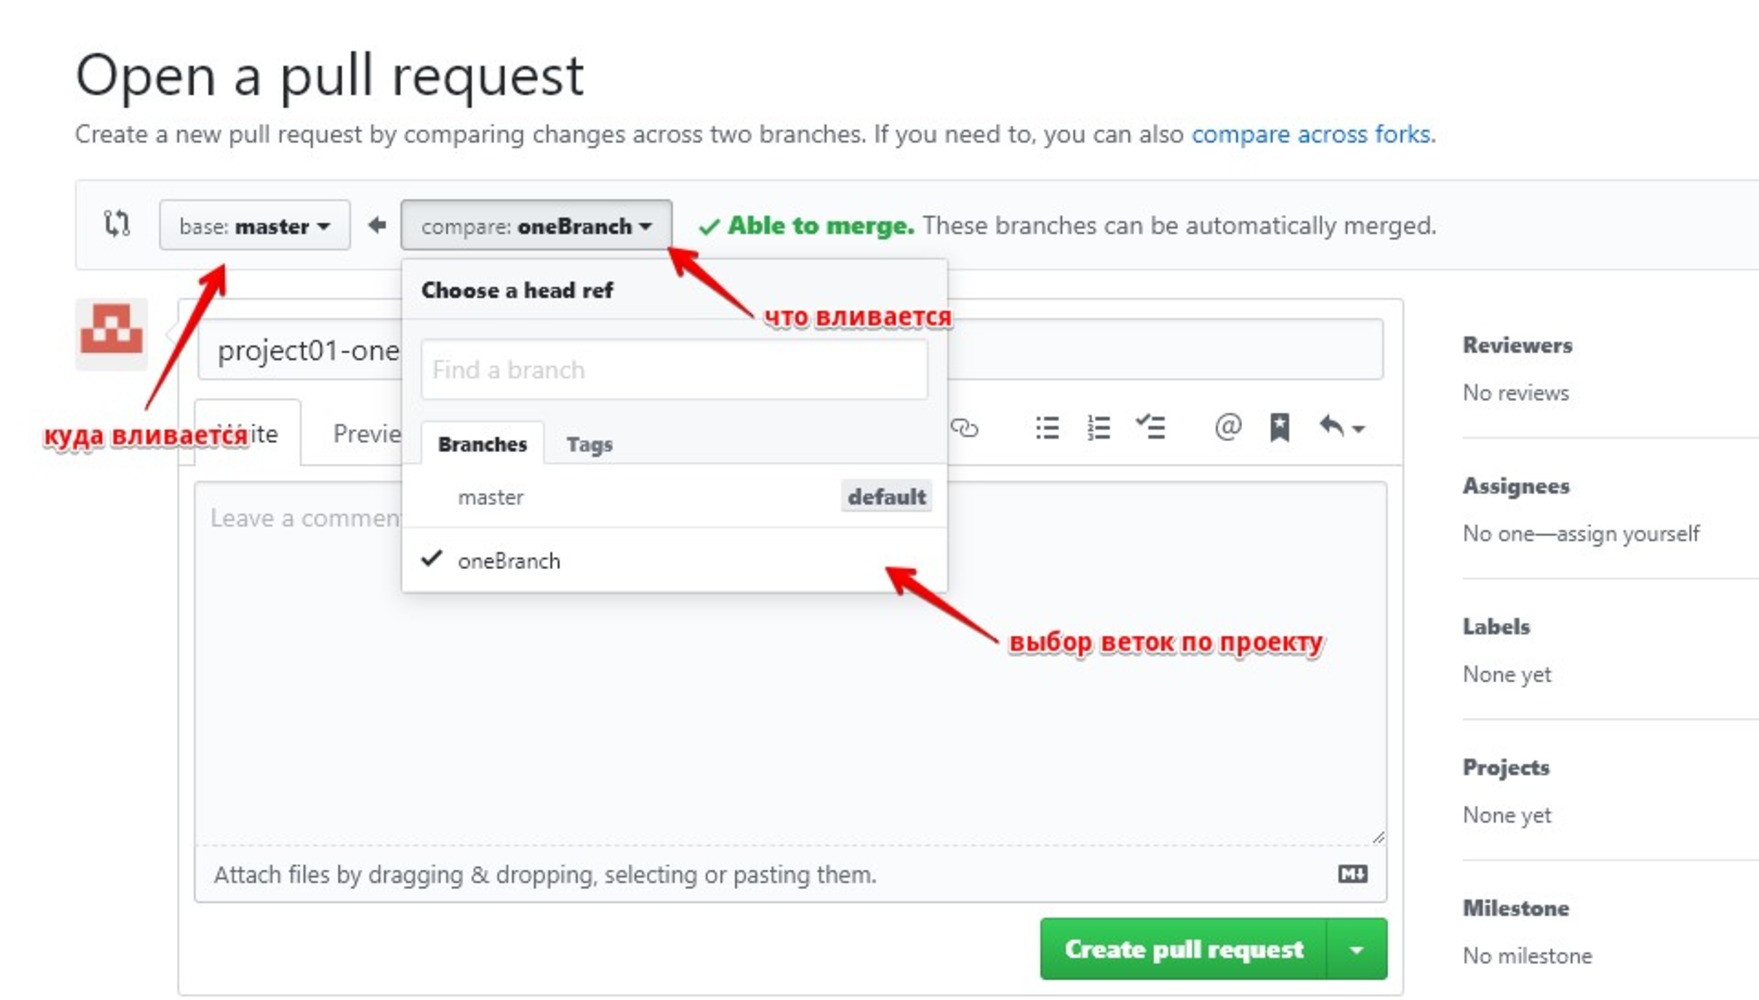 Open a pull request
Create a new pull request by comparing changes across two branches. If you need to, you can also compare across forks.
base: master
compare: oneBranch
Able to merge. These branches can be automatically merged.
Choose a head ref
что вливается
project01-one
Find a branch
куда вливается
Write
Previe
Branches
Tags
master
default
Leave a commen
oneBranch
выбор веток по проекту
Attach files by dragging & dropping, selecting or pasting them.
M
Create pull request
Reviewers
No reviews
Assignees
No one—assign yourself
Labels
None yet
Projects
None yet
Milestone
No milestone